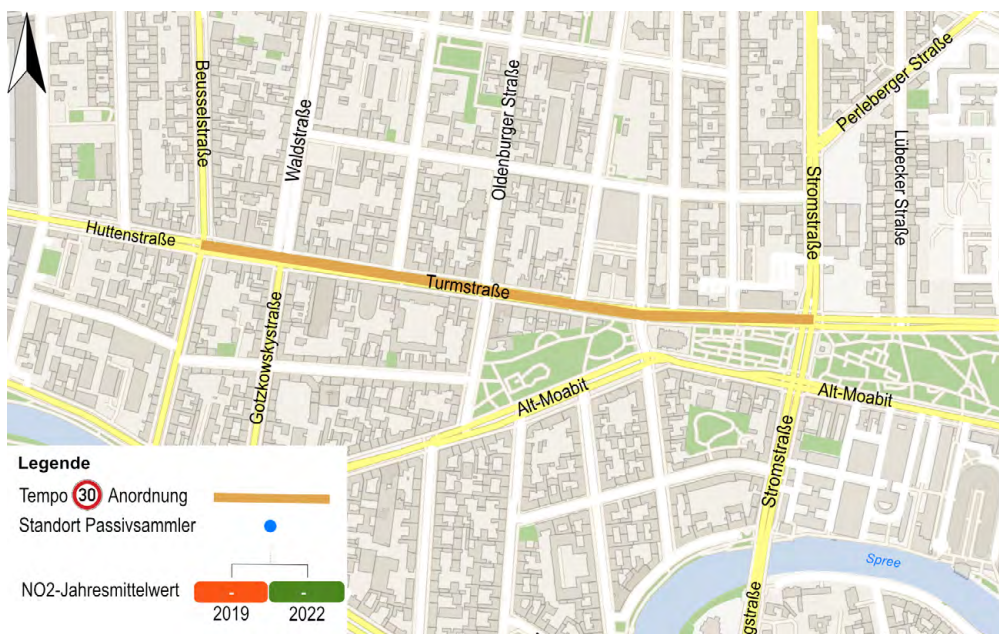 Beusselstraße
Waldstraße
Oldenburger Straße
Perleberger Straße
Lübecker Straße
Stromstraße
Huttenstraße
Turmstraße
Gotzkowskystraße
Alt-Moabit
Alt-Moabit
Stromstraße
Spree
gstraße
Legende
Tempo 30 Anordnung
Standort Passivsammler
NO2-Jahresmittelwert
- -
2019 2022